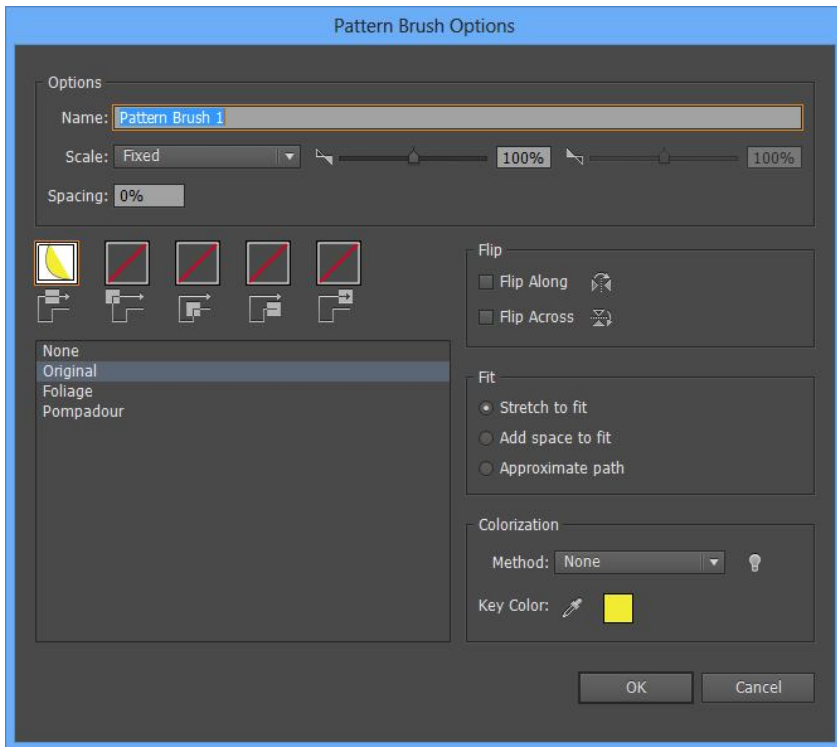 Pattern Brush Options
Options
Name: Pattern Brush 1
Scale: Fixed 100% 100%
Spacing: 0%
Flip
Flip Along
Flip Across
None
Original
Foliage
Pompadour
Fit
Stretch to fit
Add space to fit
Approximate path
Colorization
Method: None
Key Color:
OK Cancel